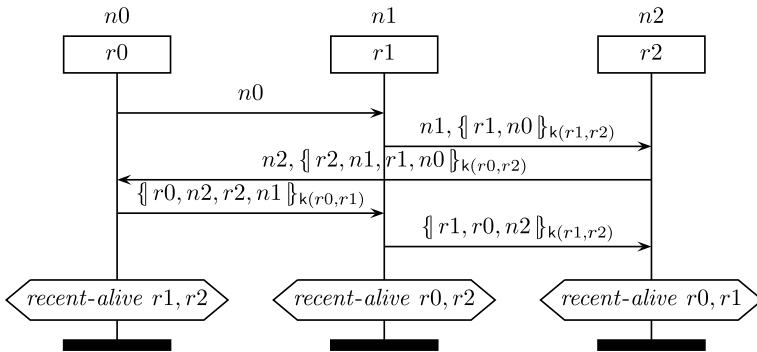 n0 n1 n2
r0 r1 r2
n0
n1, {| r1, n0 |}k(r1,r2)
n2, {| r2, n1, r1, n0 |}k(r0,r2)
{| r0, n2, r2, n1 |}k(r0,r1)
{| r1, r0, n2 |}k(r1,r2)
recent-alive r1, r2 recent-alive r0, r2 recent-alive r0, r1